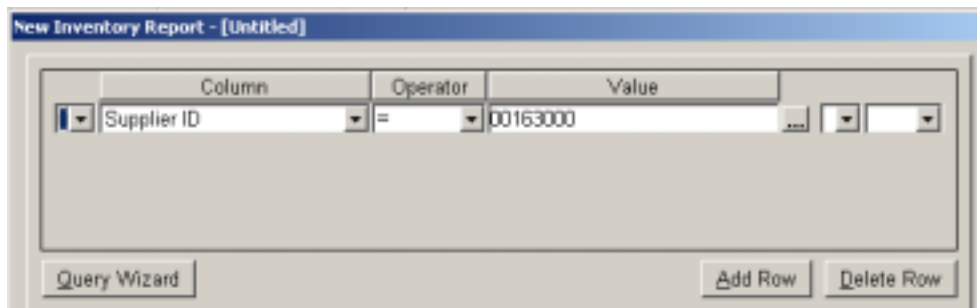 New Inventory Report - [Untitled]
Column Operator Value
Supplier ID = 00163000 ...
Query Wizard Add Row Delete Row